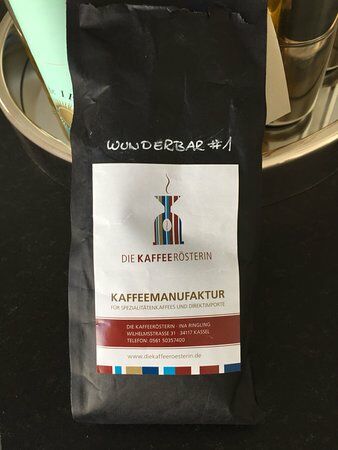 WUNDERBAR #1
DIE KAFFEERÖSTERIN
KAFFEEMANUFAKTUR
FÜR SPEZIALITÄTENKAFFEES UND DIREKTIMPORTE
DIE KAFFEERÖSTERIN · INA RINGLING
WILHELMSSTRASSE 31 · 34117 KASSEL
TELEFON: 0561 50357400
www.diekaffeeroesterin.de